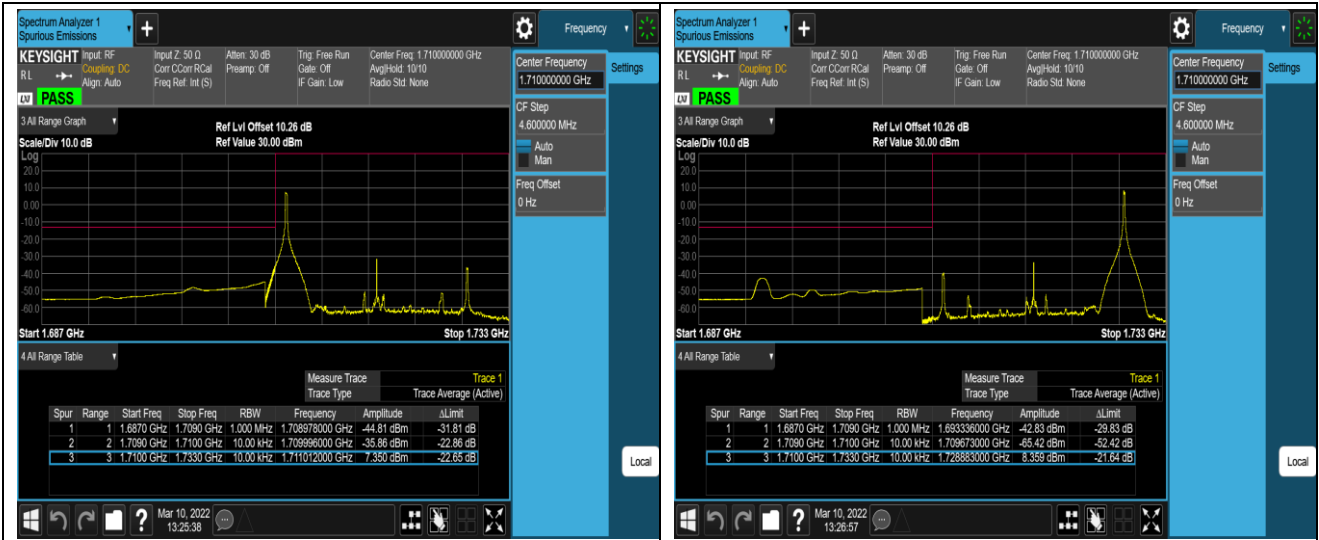 Spectrum Analyzer 1
Spurious Emissions
Frequency
KEYSIGHT Input: RF Input Z: 50 Ω Atten: 30 dB Trig: Free Run Center Freq: 1.710000000 GHz
RL Coupling: DC Corr CCorr RCal Preamp: Off Gate: Off Avg|Hold: 10/10
Align: Auto Freq Ref: Int (S) IF Gain: Low Radio Std: None
LXI PASS
Center Frequency
1.710000000 GHz
Settings
CF Step
4.600000 MHz
Auto
Man
Freq Offset
0 Hz
3 All Range Graph
Ref Lvl Offset 10.26 dB
Scale/Div 10.0 dB Ref Value 30.00 dBm
Log
20.0
10.0
0.00
-10.0
-20.0
-30.0
-40.0
-50.0
-60.0
Start 1.687 GHz Stop 1.733 GHz
4 All Range Table
Measure Trace Trace 1
Trace Type Trace Average (Active)
Spur Range Start Freq Stop Freq RBW Frequency Amplitude ΔLimit
1 1 1.6870 GHz 1.7090 GHz 1.000 MHz 1.708978000 GHz -44.81 dBm -31.81 dB
2 2 1.7090 GHz 1.7100 GHz 10.00 kHz 1.709996000 GHz -35.86 dBm -22.86 dB
3 3 1.7100 GHz 1.7330 GHz 10.00 kHz 1.711012000 GHz 7.350 dBm -22.65 dB
Local
Mar 10, 2022
13:25:38
Spectrum Analyzer 1
Spurious Emissions
Frequency
KEYSIGHT Input: RF Input Z: 50 Ω Atten: 30 dB Trig: Free Run Center Freq: 1.710000000 GHz
RL Coupling: DC Corr CCorr RCal Preamp: Off Gate: Off Avg|Hold: 10/10
Align: Auto Freq Ref: Int (S) IF Gain: Low Radio Std: None
LXI PASS
Center Frequency
1.710000000 GHz
Settings
CF Step
4.600000 MHz
Auto
Man
Freq Offset
0 Hz
3 All Range Graph
Ref Lvl Offset 10.26 dB
Scale/Div 10.0 dB Ref Value 30.00 dBm
Log
20.0
10.0
0.00
-10.0
-20.0
-30.0
-40.0
-50.0
-60.0
Start 1.687 GHz Stop 1.733 GHz
4 All Range Table
Measure Trace Trace 1
Trace Type Trace Average (Active)
Spur Range Start Freq Stop Freq RBW Frequency Amplitude ΔLimit
1 1 1.6870 GHz 1.7090 GHz 1.000 MHz 1.693336000 GHz -42.83 dBm -29.83 dB
2 2 1.7090 GHz 1.7100 GHz 10.00 kHz 1.709673000 GHz -65.42 dBm -52.42 dB
3 3 1.7100 GHz 1.7330 GHz 10.00 kHz 1.728883000 GHz 8.359 dBm -21.64 dB
Local
Mar 10, 2022
13:26:57